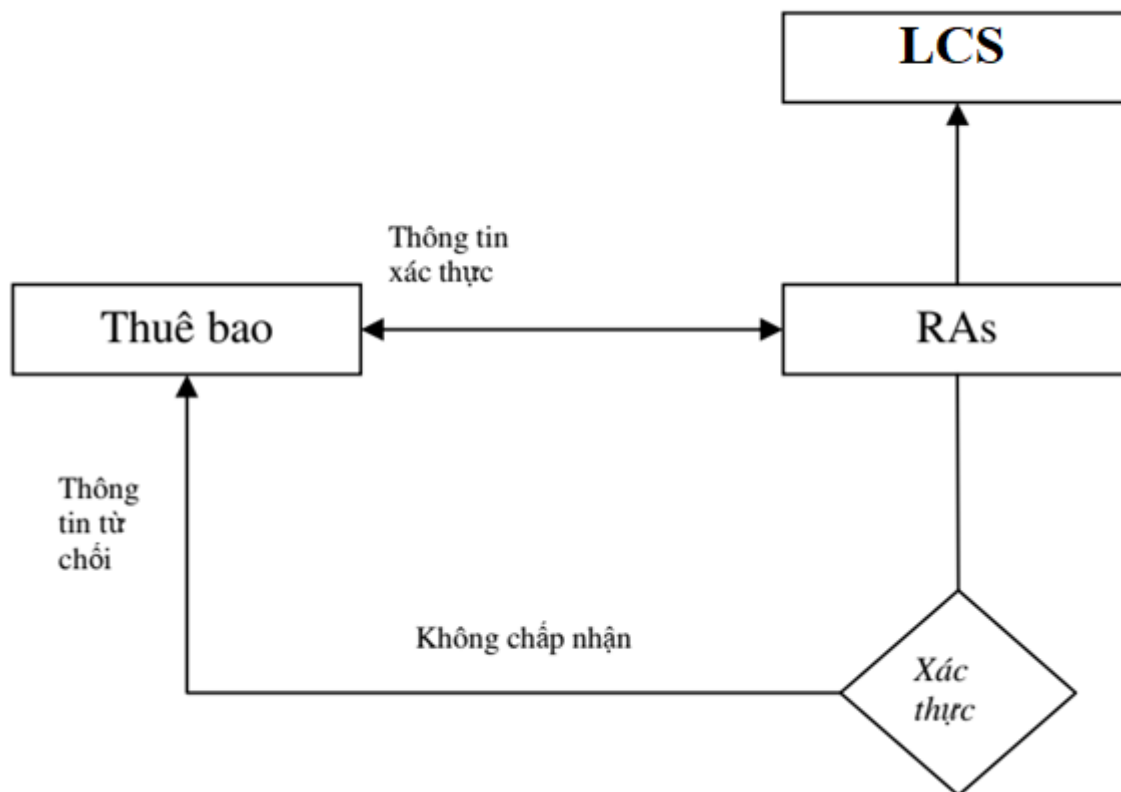 LCS
Thông tin
xác thực
Thuê bao
RAs
Thông
tin từ
chối
Không chấp nhận
Xác
thực